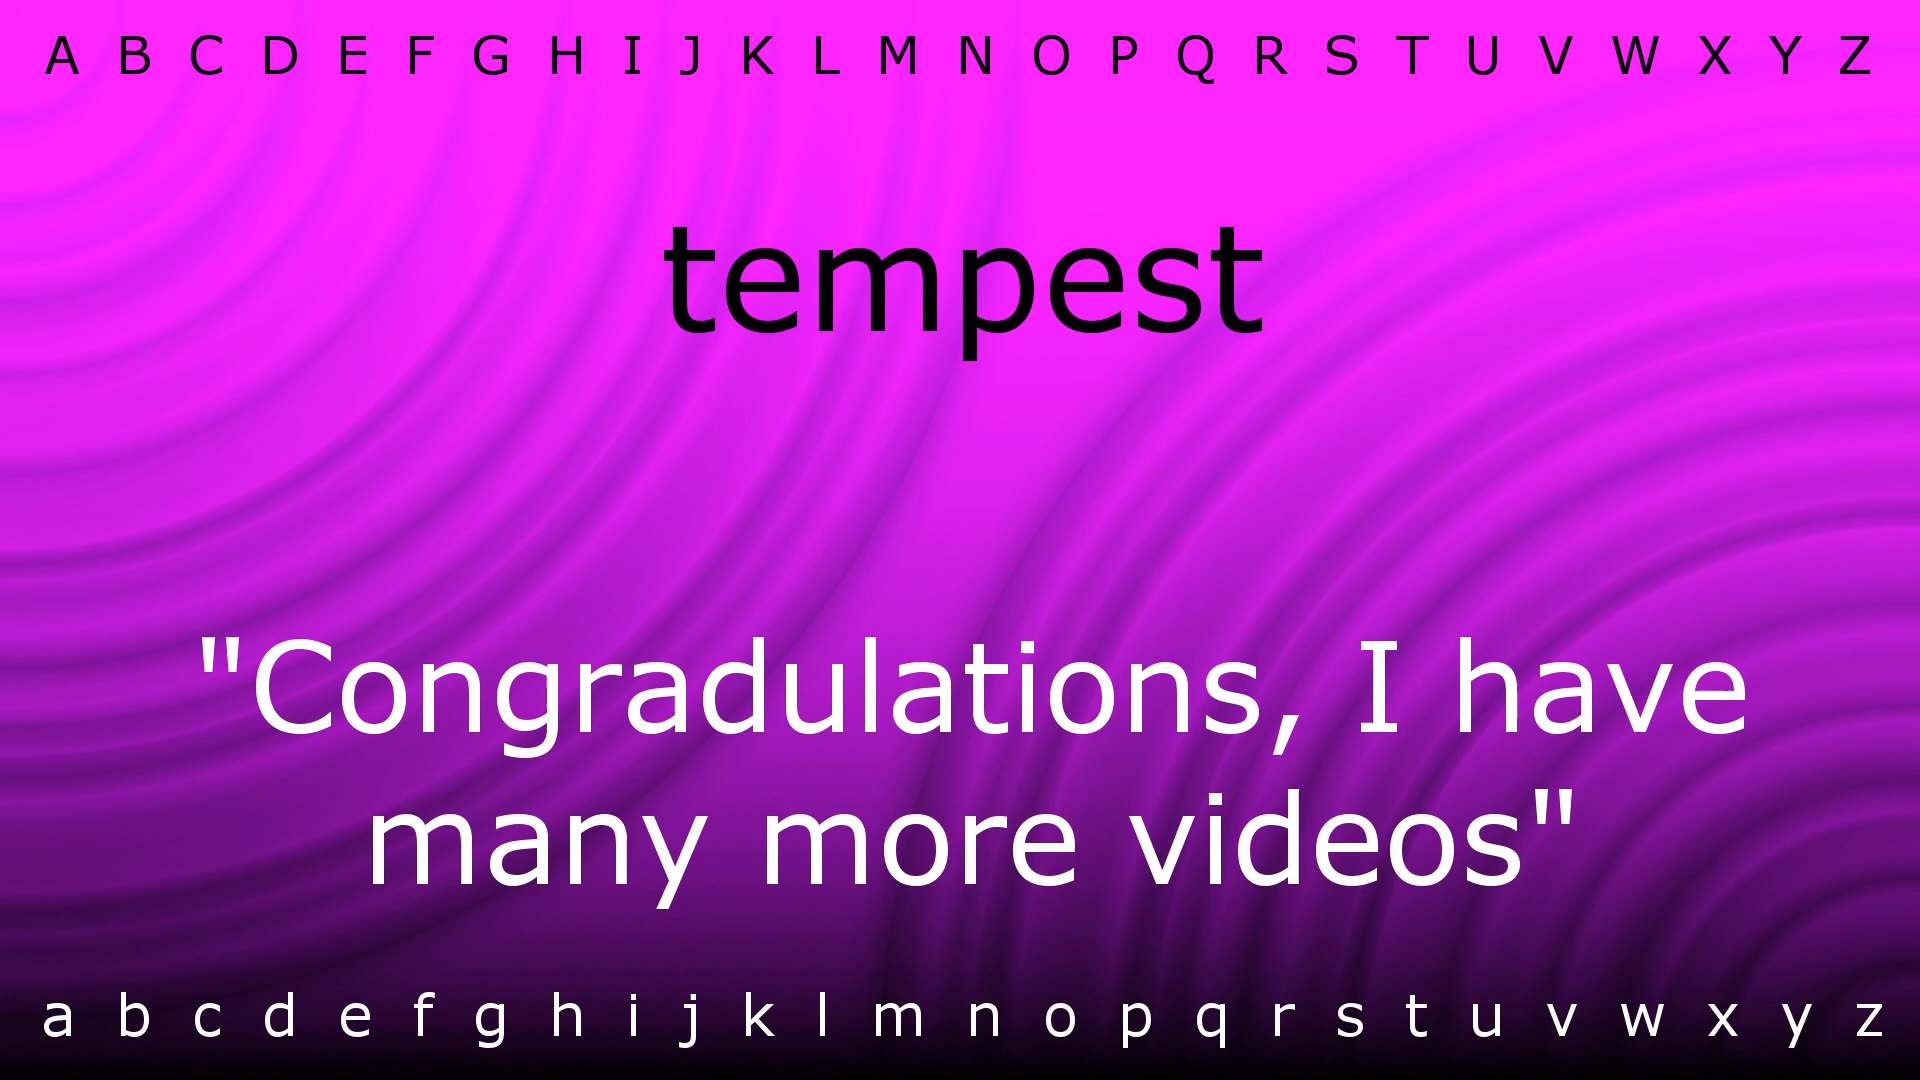 A B C D E F G H I J K L M N O P Q R S T U V W X Y Z
tempest
"Congradulations, I have
many more videos"
a b c d e f g h i j k l m n o p q r s t u v w x y z